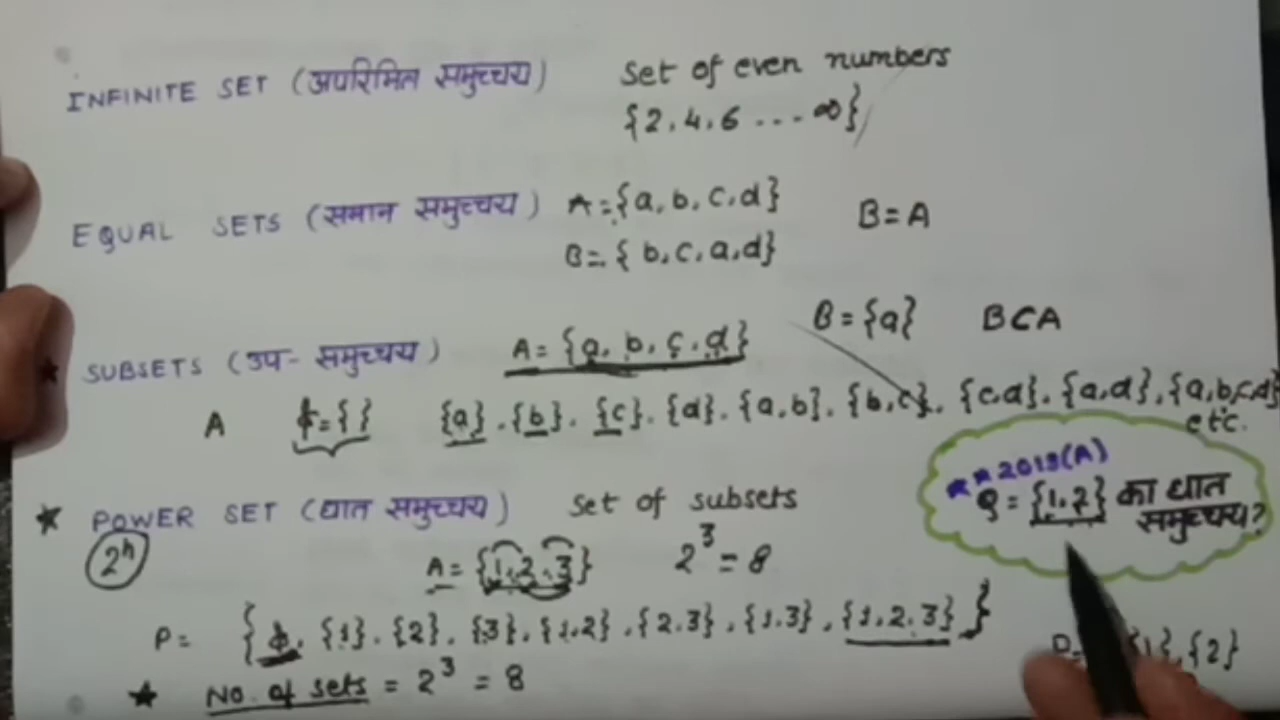 INFINITE SET (अपरिमित समुच्चय) Set of even numbers
{2, 4, 6 ... ∞}
EQUAL SETS (समान समुच्चय) A={a, b, c, d}
B={ b, c, a, d} B=A
SUBSETS (उप- समुच्चय) A= {a, b, c, d} B={a} BCA
A ϕ={ } {a}, {b}, {c}, {d}, {a,b}, {b,c}, {c,d}, {a,d}, {a,b,c,d}
etc.
POWER SET (घात समुच्चय) Set of subsets
2ⁿ A= {1,2,3} 2³=8
P= {ϕ, {1}, {2}, {3}, {1,2}, {2,3}, {1,3}, {1,2,3} }
No. of sets = 2³ = 8
★★2019(A)
Q = {1,2} का घात
समुच्चय?
{1}, {2}